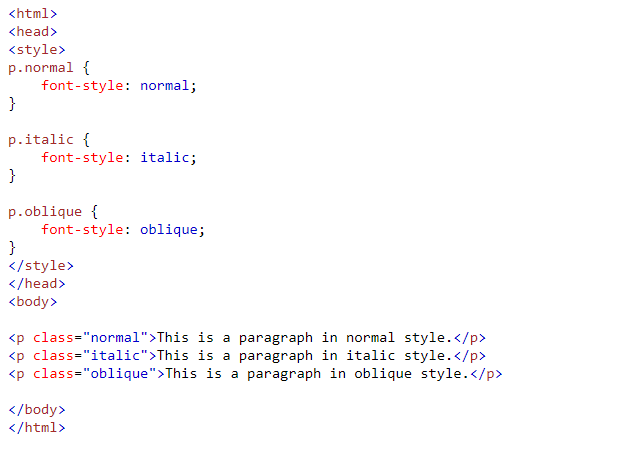 <html>
<head>
<style>
p.normal {
    font-style: normal;
}

p.italic {
    font-style: italic;
}

p.oblique {
    font-style: oblique;
}
</style>
</head>
<body>

<p class="normal">This is a paragraph in normal style.</p>
<p class="italic">This is a paragraph in italic style.</p>
<p class="oblique">This is a paragraph in oblique style.</p>

</body>
</html>